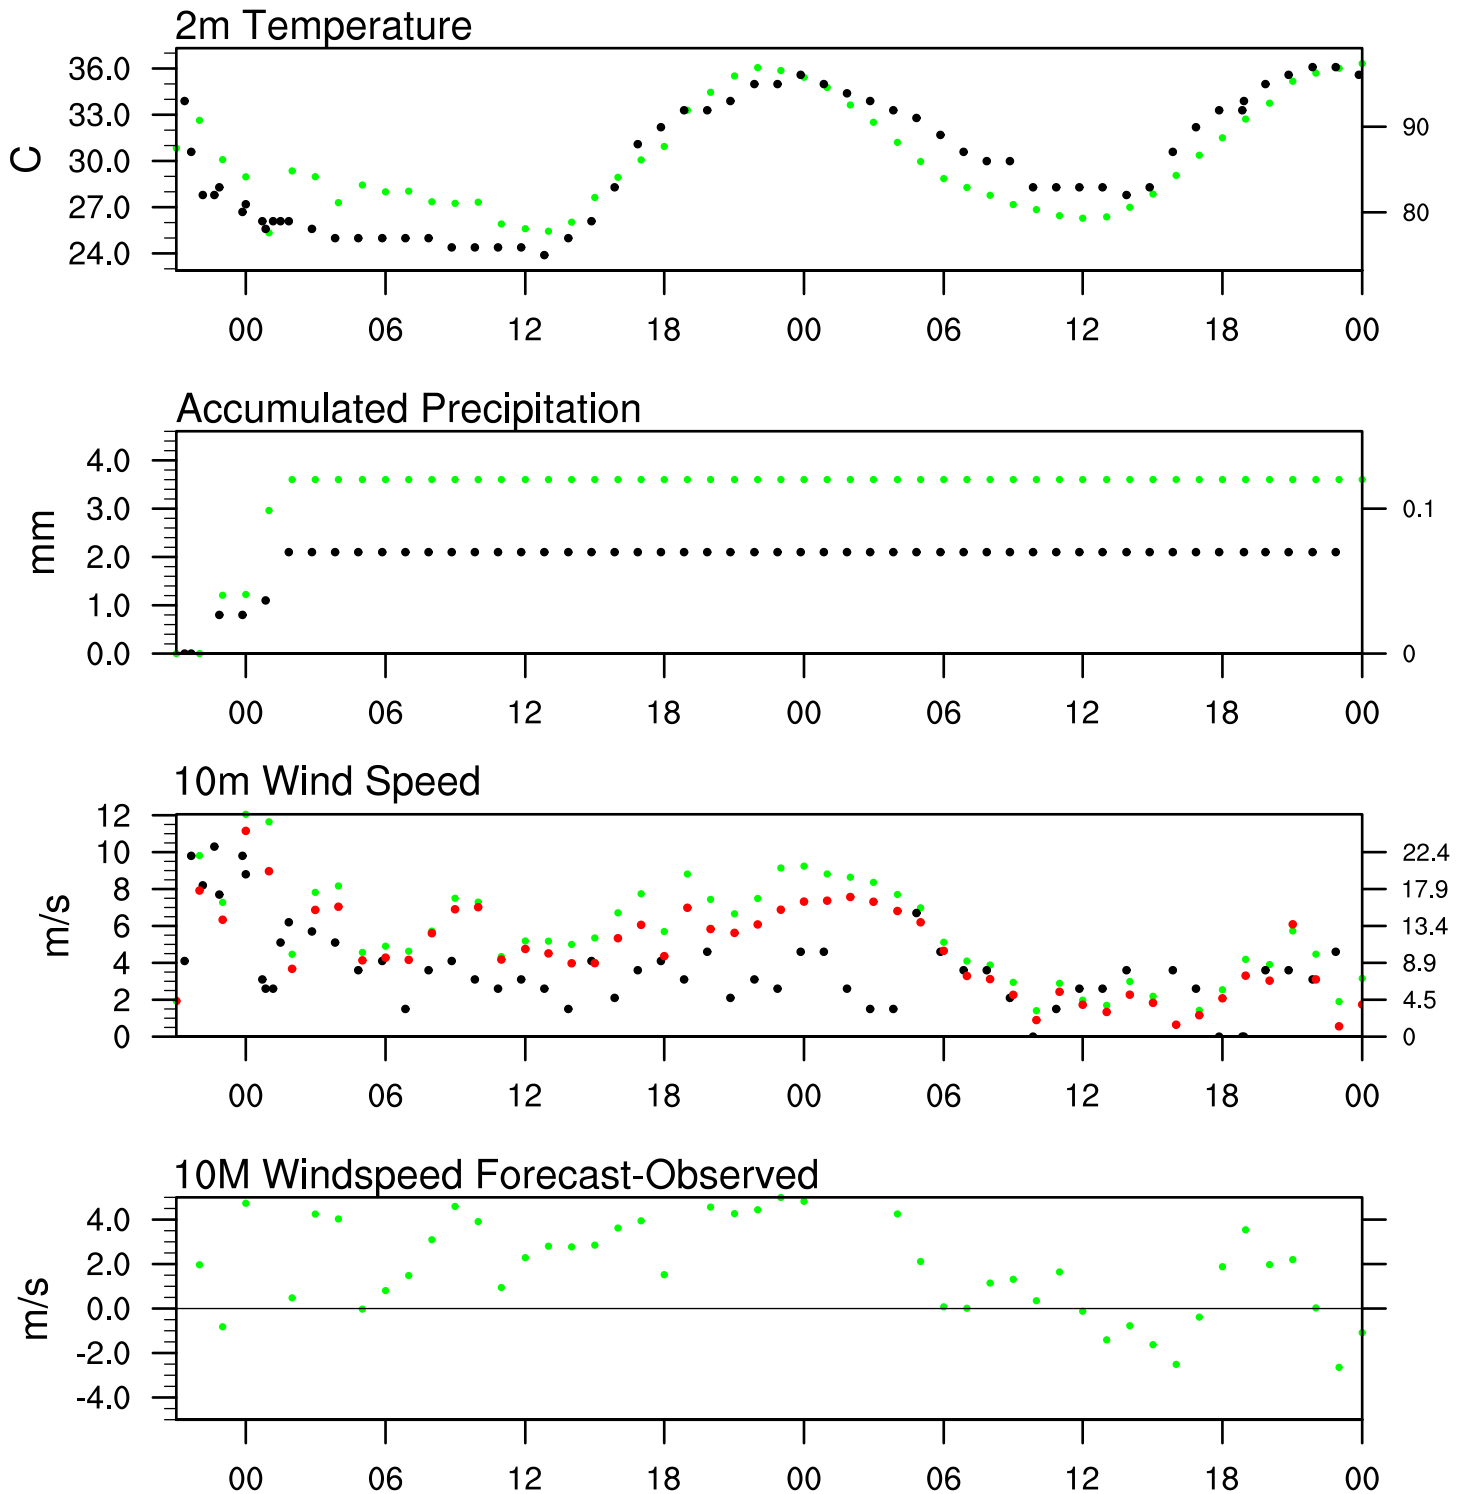 2m Temperature
36.0
33.0
90
C
30.0
27.0
80
24.0
00 06 12 18 00 06 12 18 00
Accumulated Precipitation
4.0
3.0
0.1
mm
2.0
1.0
0.0
0
00 06 12 18 00 06 12 18 00
10m Wind Speed
12
10
22.4
8
17.9
m/s
6
13.4
4
8.9
2
4.5
0
0
00 06 12 18 00 06 12 18 00
10M Windspeed Forecast-Observed
4.0
2.0
m/s
0.0
-2.0
-4.0
00 06 12 18 00 06 12 18 00